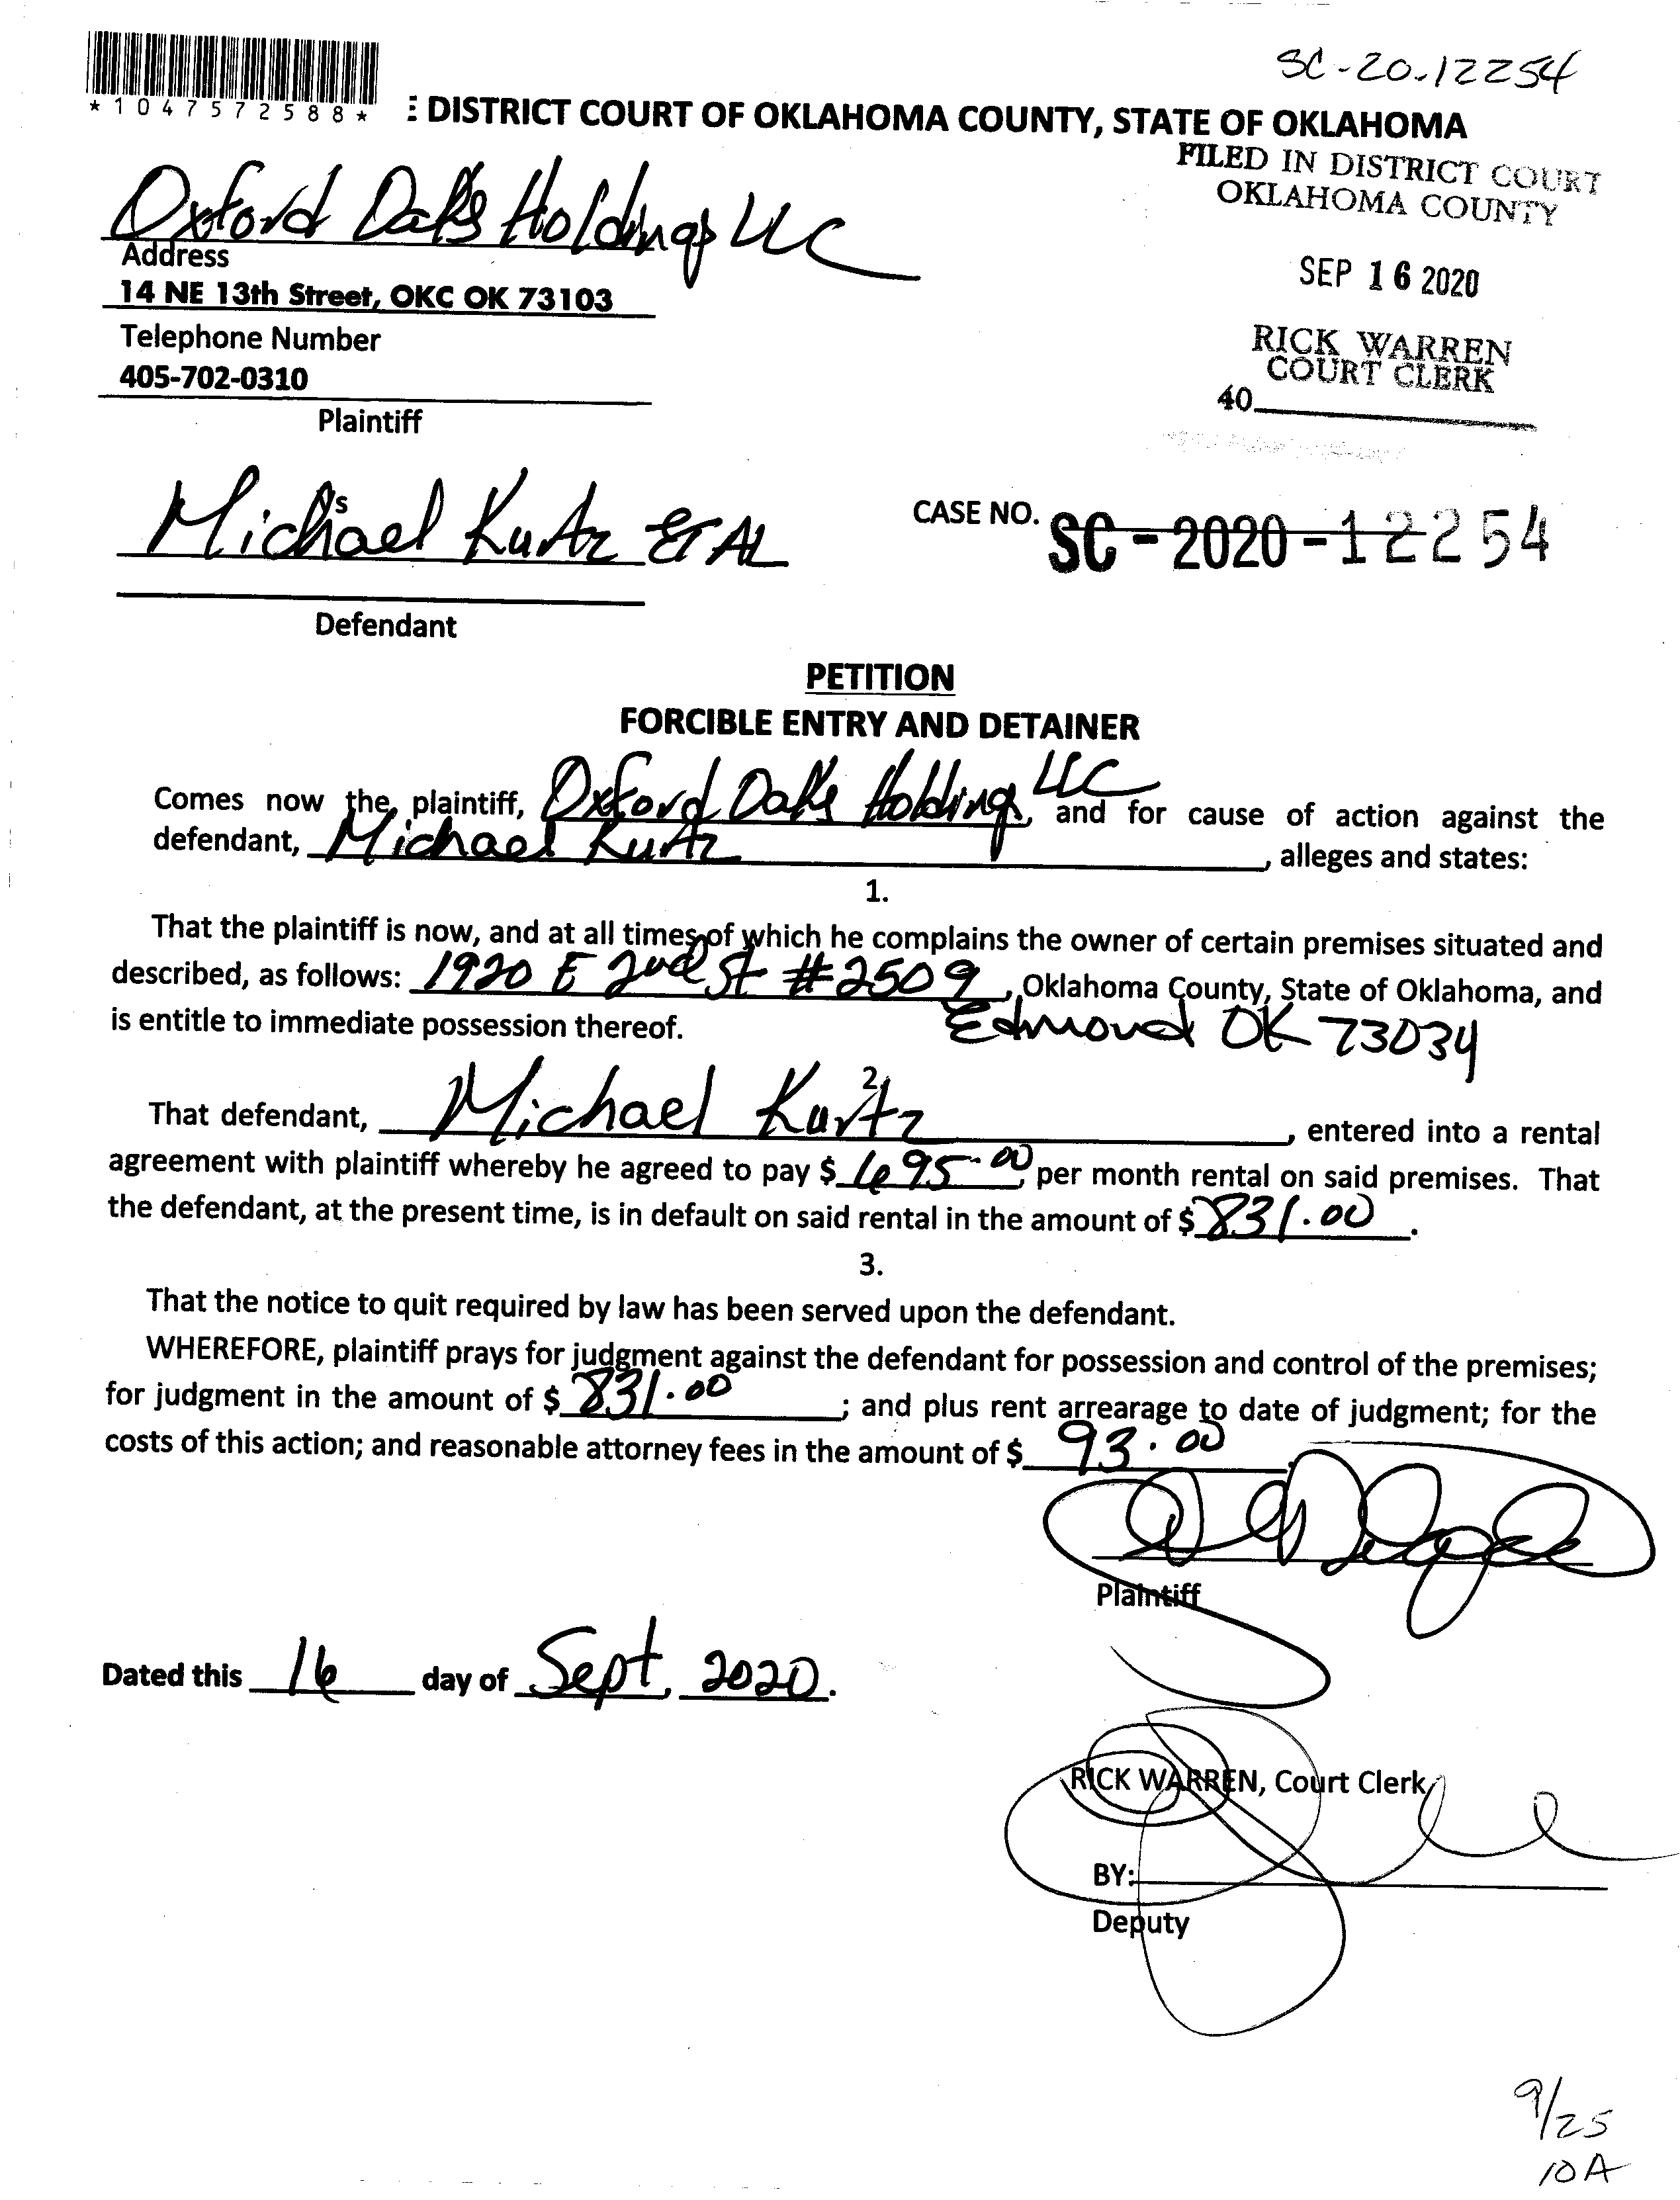 SC-20-12254
*1047572588*
: DISTRICT COURT OF OKLAHOMA COUNTY, STATE OF OKLAHOMA
FILED IN DISTRICT COURT
OKLAHOMA COUNTY
Oxford Oaks Holdings LLC
Address
14 NE 13th Street, OKC OK 73103
SEP 16 2020
Telephone Number
405-702-0310
RICK WARREN
COURT CLERK
40
Plaintiff
vs
Michael Kurtz ET AL
CASE NO. SC-2020-12254
Defendant
PETITION
FORCIBLE ENTRY AND DETAINER
Comes now the plaintiff, Oxford Oaks Holding LLC, and for cause of action against the
defendant, Michael Kurtz, alleges and states:
1.
That the plaintiff is now, and at all times of which he complains the owner of certain premises situated and
described, as follows: 1920 E 2nd St #2509, Oklahoma County, State of Oklahoma, and
is entitle to immediate possession thereof. Edmond OK 73034
2.
That defendant, Michael Kurtz, entered into a rental
agreement with plaintiff whereby he agreed to pay $ 695.00 per month rental on said premises. That
the defendant, at the present time, is in default on said rental in the amount of $ 831.00.
3.
That the notice to quit required by law has been served upon the defendant.
WHEREFORE, plaintiff prays for judgment against the defendant for possession and control of the premises;
for judgment in the amount of $ 831.00; and plus rent arrearage to date of judgment; for the
costs of this action; and reasonable attorney fees in the amount of $ 93.00.
Plaintiff
Dated this 16 day of Sept, 2020.
RICK WARREN, Court Clerk
BY:
Deputy
9/25
10A